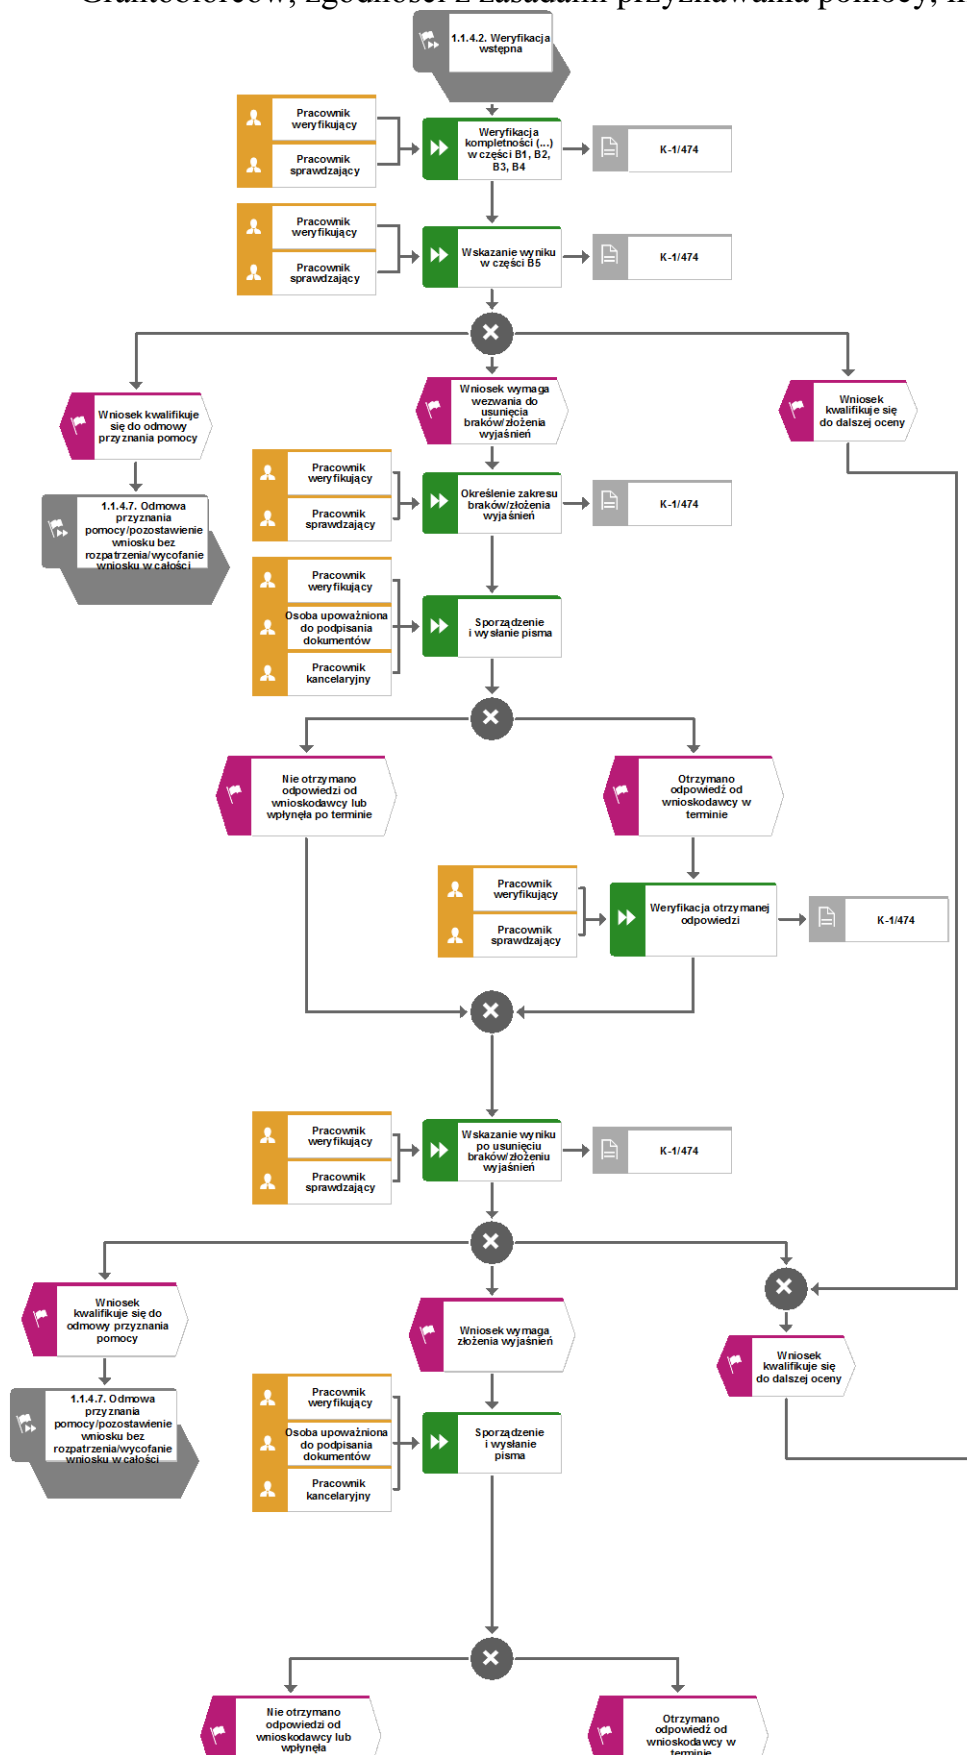 Grantobiorców, zgodności z zasadami przyznawania pomocy,
1.1.4.2. Weryfikacja
wstępna
Pracownik
weryfikujący
Pracownik
sprawdzający
Weryfikacja
kompletności (...)
w części B1, B2,
B3, B4
K-1/474
Pracownik
weryfikujący
Pracownik
sprawdzający
Wskazanie wyniku
w części B5
K-1/474
Wniosek kwalifikuje
się do odmowy
przyznania pomocy
Wniosek wymaga
wezwania do
usunięcia
braków/złożenia
wyjaśnień
Wniosek
kwalifikuje się
do dalszej oceny
1.1.4.7. Odmowa
przyznania
pomocy/pozostawienie
wniosku bez
rozpatrzenia/wycofanie
wniosku w całości
Pracownik
weryfikujący
Pracownik
sprawdzający
Określenie zakresu
braków/złożenia
wyjaśnień
K-1/474
Pracownik
weryfikujący
Osoba upoważniona
do podpisania
dokumentów
Pracownik
kancelaryjny
Sporządzenie
i wysłanie pisma
Nie otrzymano
odpowiedzi od
wnioskodawcy lub
wpłynęła po terminie
Otrzymano
odpowiedź od
wnioskodawcy w
terminie
Pracownik
weryfikujący
Pracownik
sprawdzający
Weryfikacja otrzymanej
odpowiedzi
K-1/474
Pracownik
weryfikujący
Pracownik
sprawdzający
Wskazanie wyniku
po usunięciu
braków/złożeniu
wyjaśnień
K-1/474
Wniosek
kwalifikuje się do
odmowy przyznania
pomocy
Wniosek wymaga
złożenia wyjaśnień
Wniosek
kwalifikuje się
do dalszej oceny
1.1.4.7. Odmowa
przyznania
pomocy/pozostawienie
wniosku bez
rozpatrzenia/wycofanie
wniosku w całości
Pracownik
weryfikujący
Osoba upoważniona
do podpisania
dokumentów
Pracownik
kancelaryjny
Sporządzenie
i wysłanie
pisma
Nie otrzymano
odpowiedzi od
wnioskodawcy lub
wpłynęła
Otrzymano
odpowiedź od
wnioskodawcy w
terminie